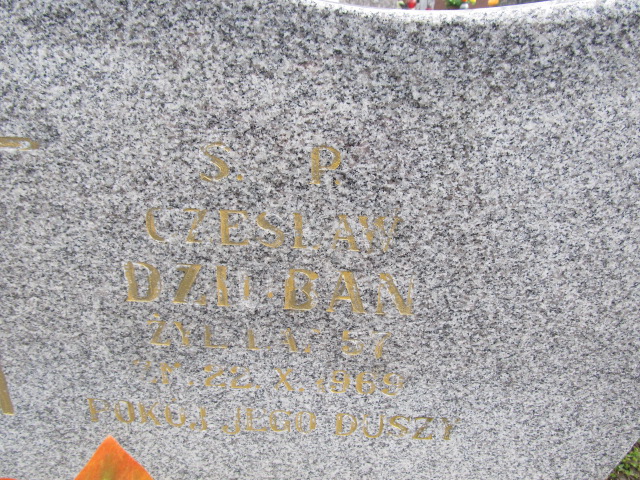 Ś. P.
CZESŁAW
DZIUBAN
ŻYŁ LAT 57
ZM. 22. X. 1969
POKÓJ JEGO DUSZY